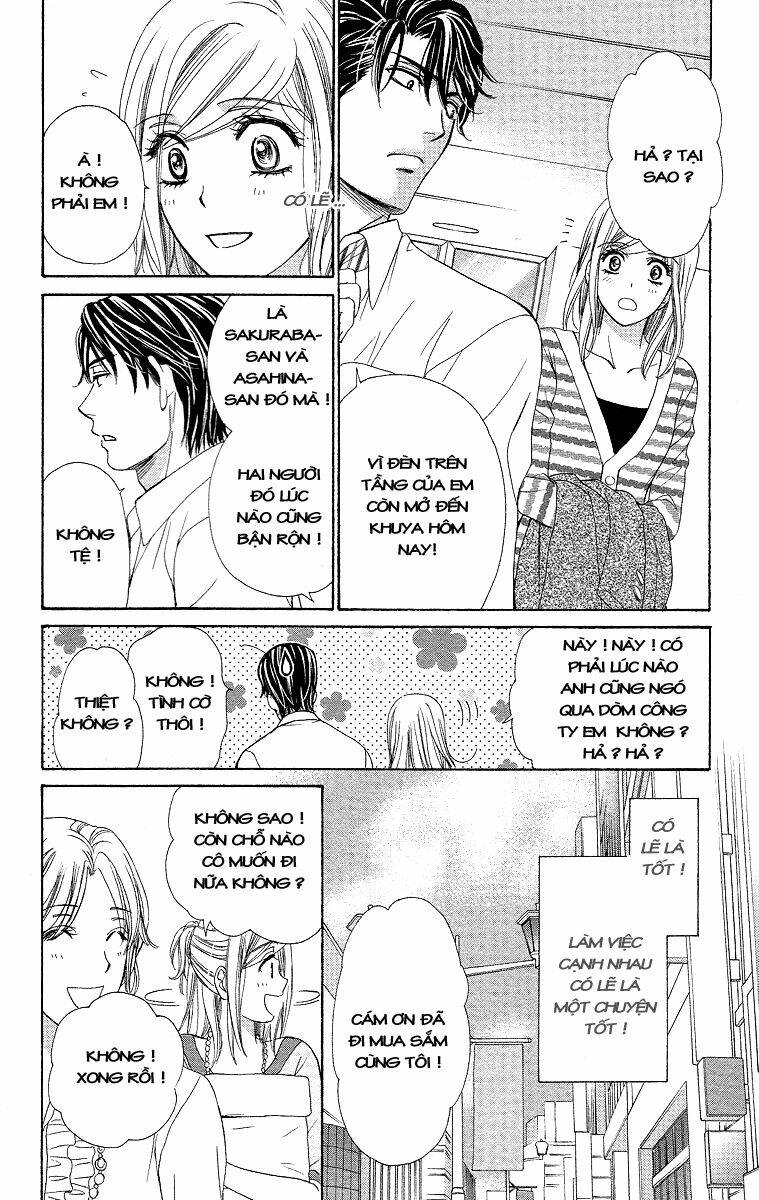 HẢ ? TẠI
SAO ?
VÌ ĐÈN TRÊN
TẦNG CỦA EM
CÒN MỞ ĐẾN
KHUYA HÔM
NAY!
CÓ LẼ ...
À !
KHÔNG
PHẢI EM !
LÀ
SAKURABA-
SAN VÀ
ASAHINA-
SAN ĐÓ MÀ !
HAI NGƯỜI
ĐÓ LÚC
NÀO CŨNG
BẬN RỘN !
KHÔNG
TỆ !
NÀY ! NÀY ! CÓ
PHẢI LÚC NÀO
ANH CŨNG NGÓ
QUA DÒM CÔNG
TY EM KHÔNG ?
HẢ ? HẢ ?
KHÔNG !
TÌNH CỜ
THÔI !
THIỆT
KHÔNG ?
CÓ
LẼ LÀ
TỐT !
LÀM VIỆC
CẠNH NHAU
CÓ LẼ LÀ
MỘT CHUYỆN
TỐT !
CÁM ƠN ĐÃ
ĐI MUA SẮM
CÙNG TÔI !
KHÔNG SAO !
CÒN CHỖ NÀO
CÔ MUỐN ĐI
NỮA KHÔNG ?
KHÔNG !
XONG RỒI !